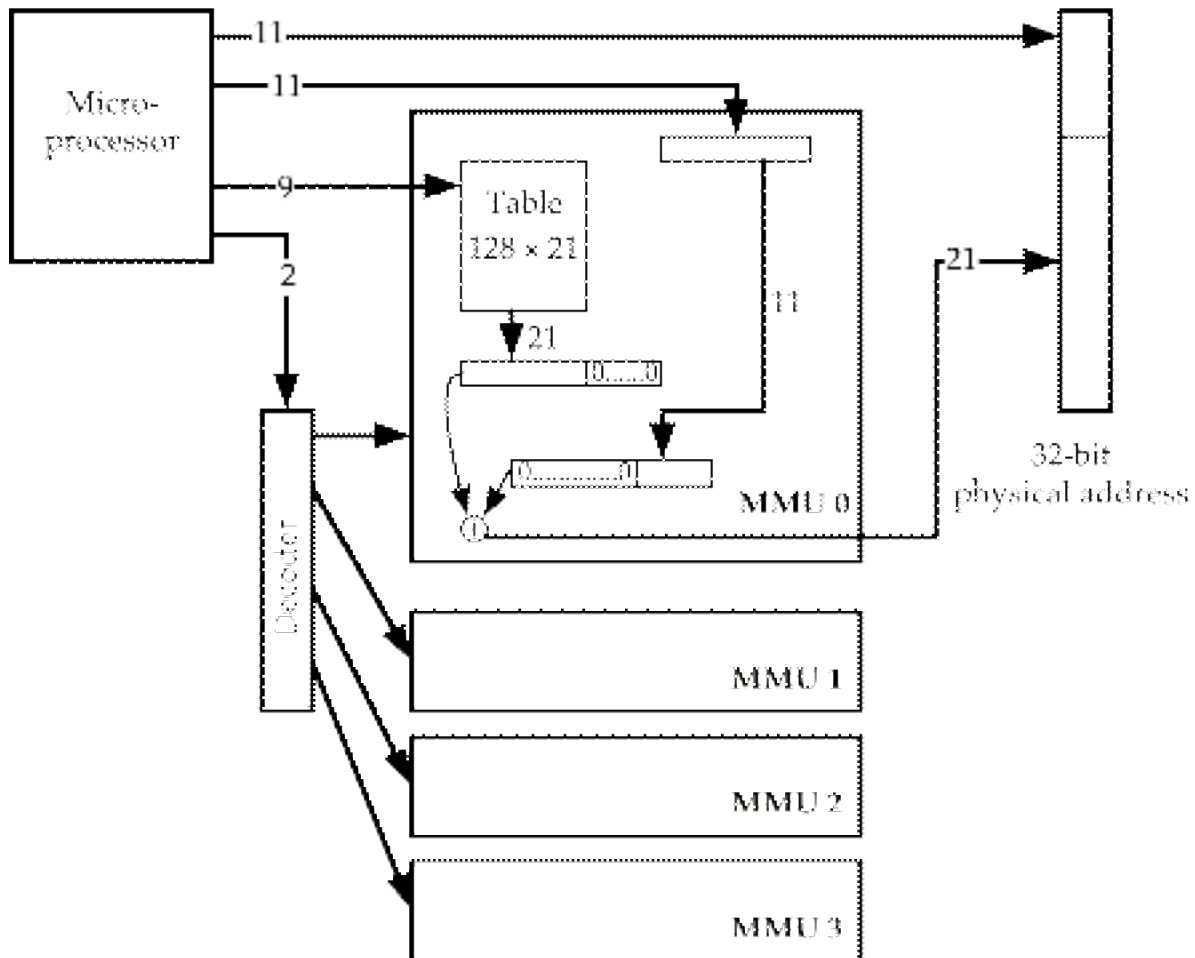 11
11
Micro-
processor
9
Table
128 × 21
2
21
11
21
0......0
32-bit
physical address
0..............0
MMU 0
Decoder
MMU 1
MMU 2
MMU 3